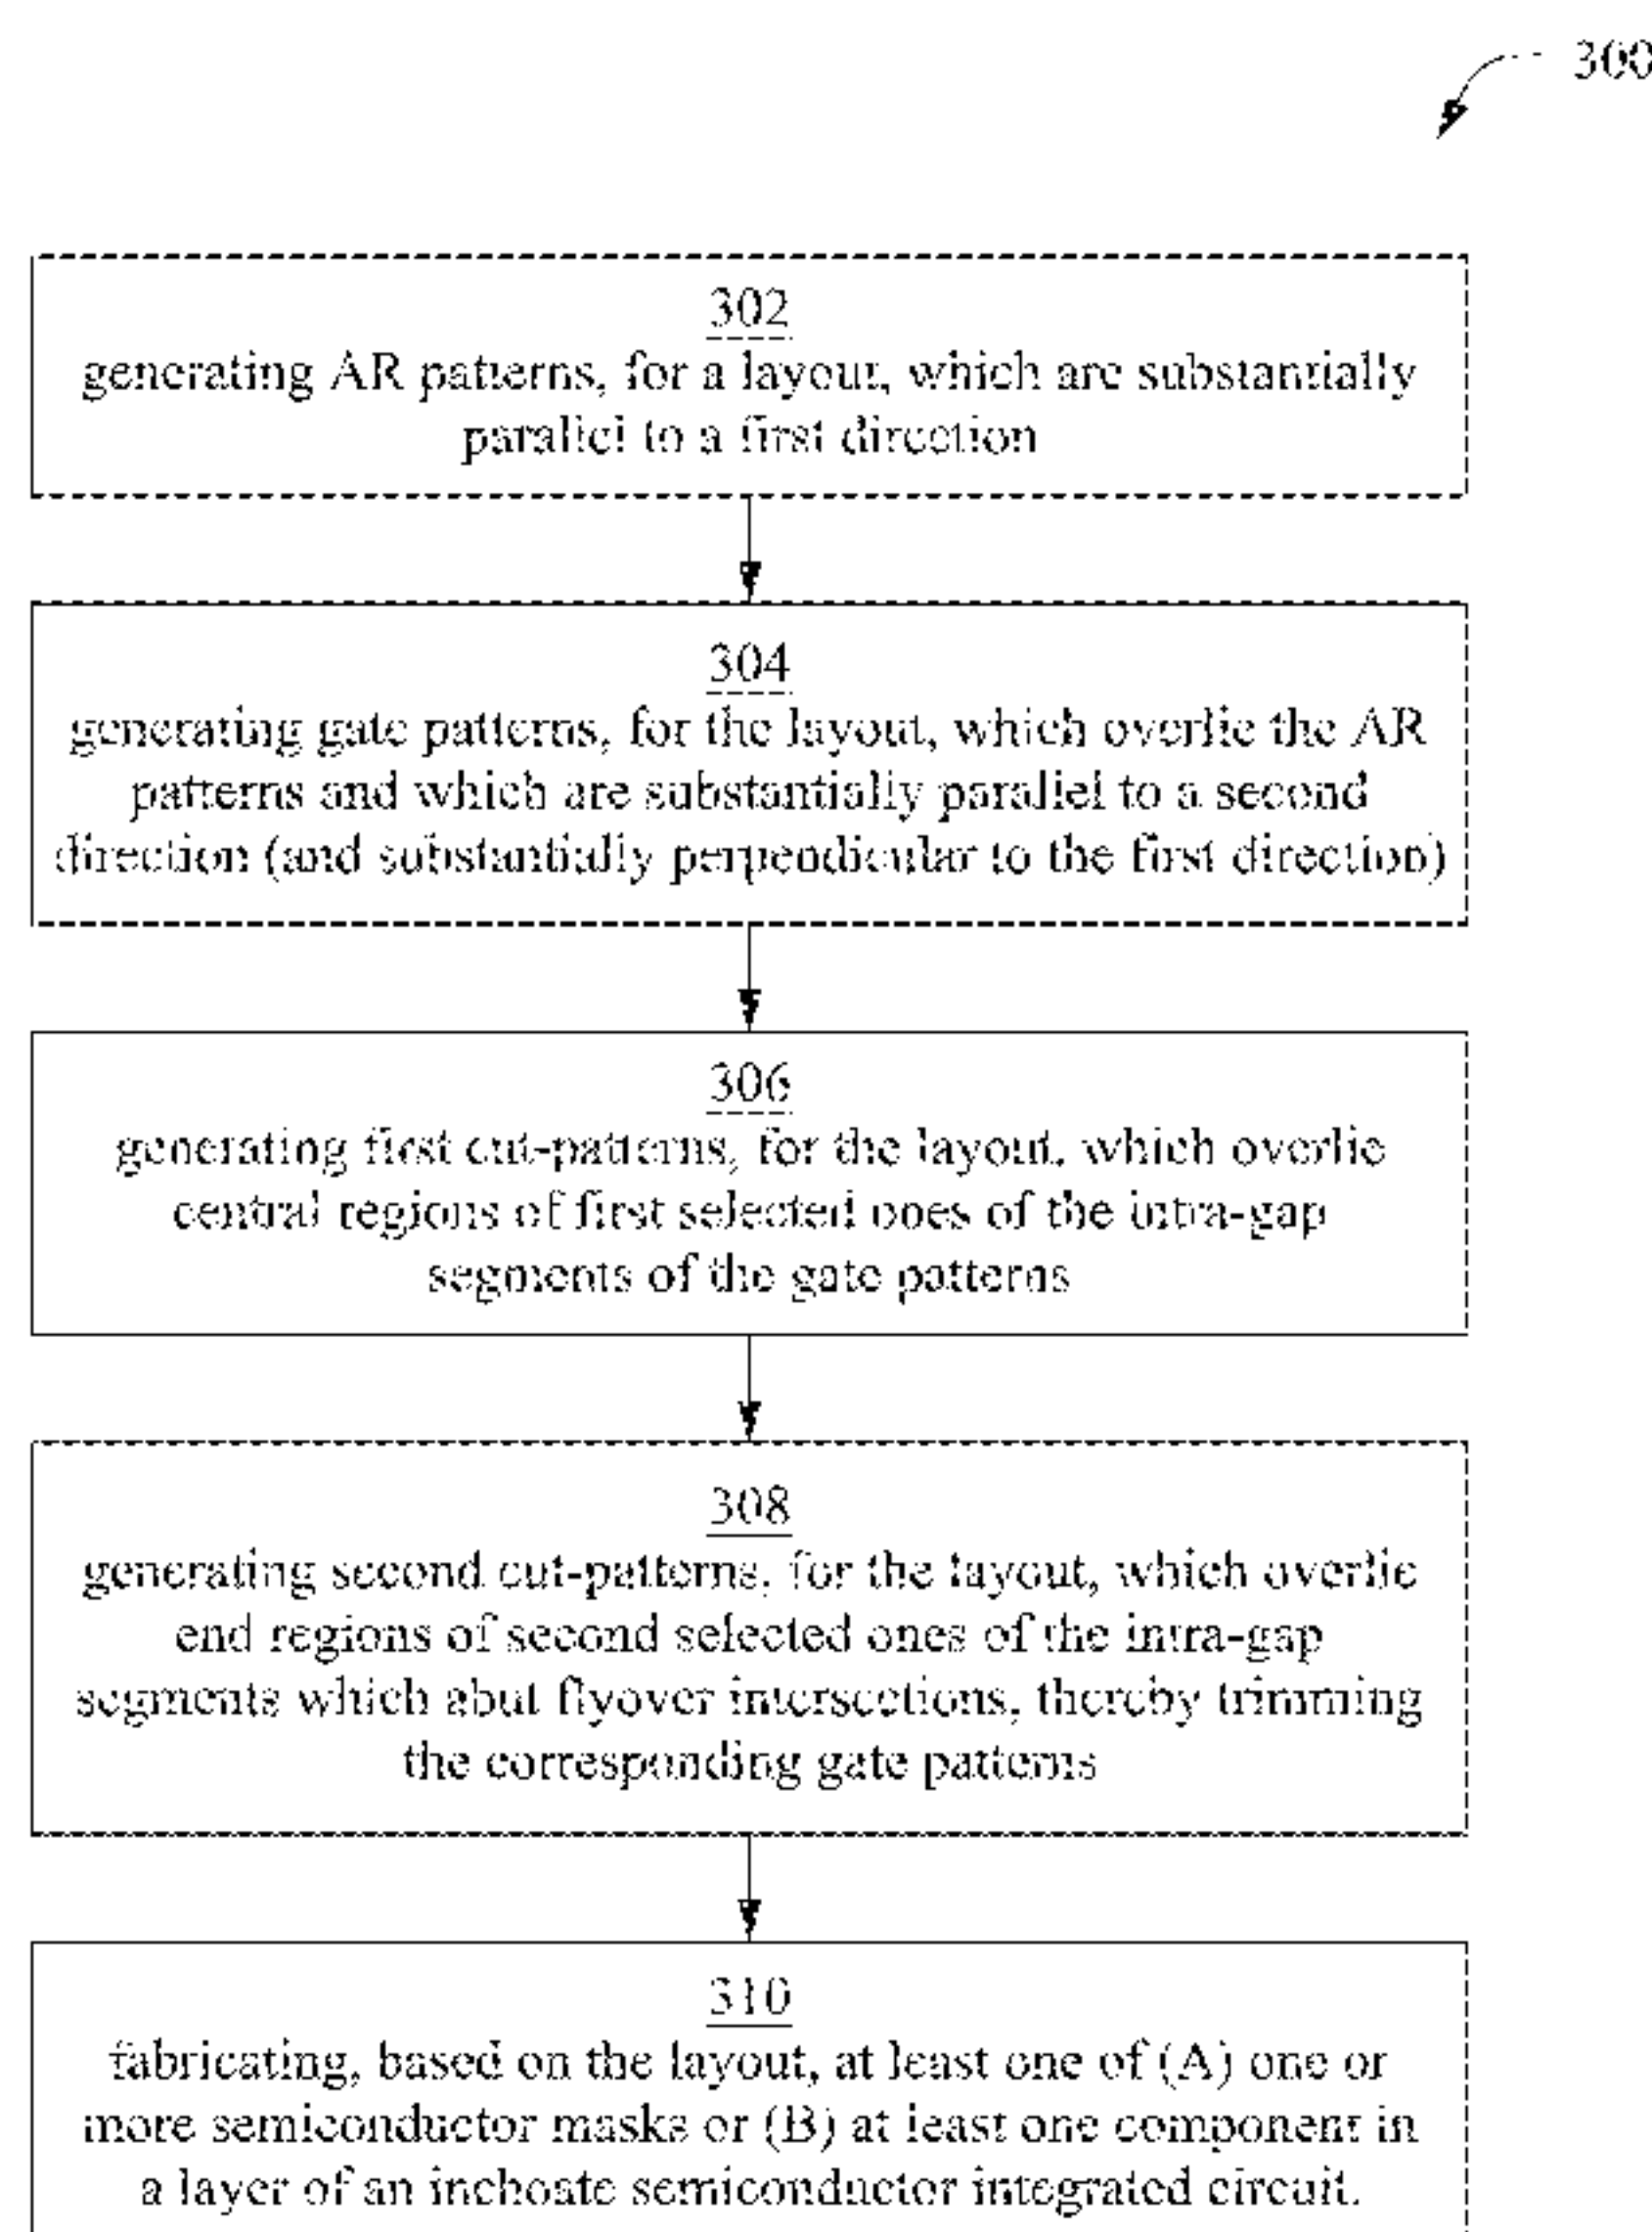 300
302
generating AR patterns, for a layout, which are substantially
parallel to a first direction
304
generating gate patterns, for the layout, which overlie the AR
patterns and which are substantially parallel to a second
direction (and substantially perpendicular to the first direction)
306
generating first cut-patterns, for the layout, which overlie
central regions of first selected ones of the intra-gap
segments of the gate patterns
308
generating second cut-patterns, for the layout, which overlie
end regions of second selected ones of the intra-gap
segments which abut flyover intersections, thereby trimming
the corresponding gate patterns
310
fabricating, based on the layout, at least one of (A) one or
more semiconductor masks or (B) at least one component in
a layer of an inchoate semiconductor integrated circuit.